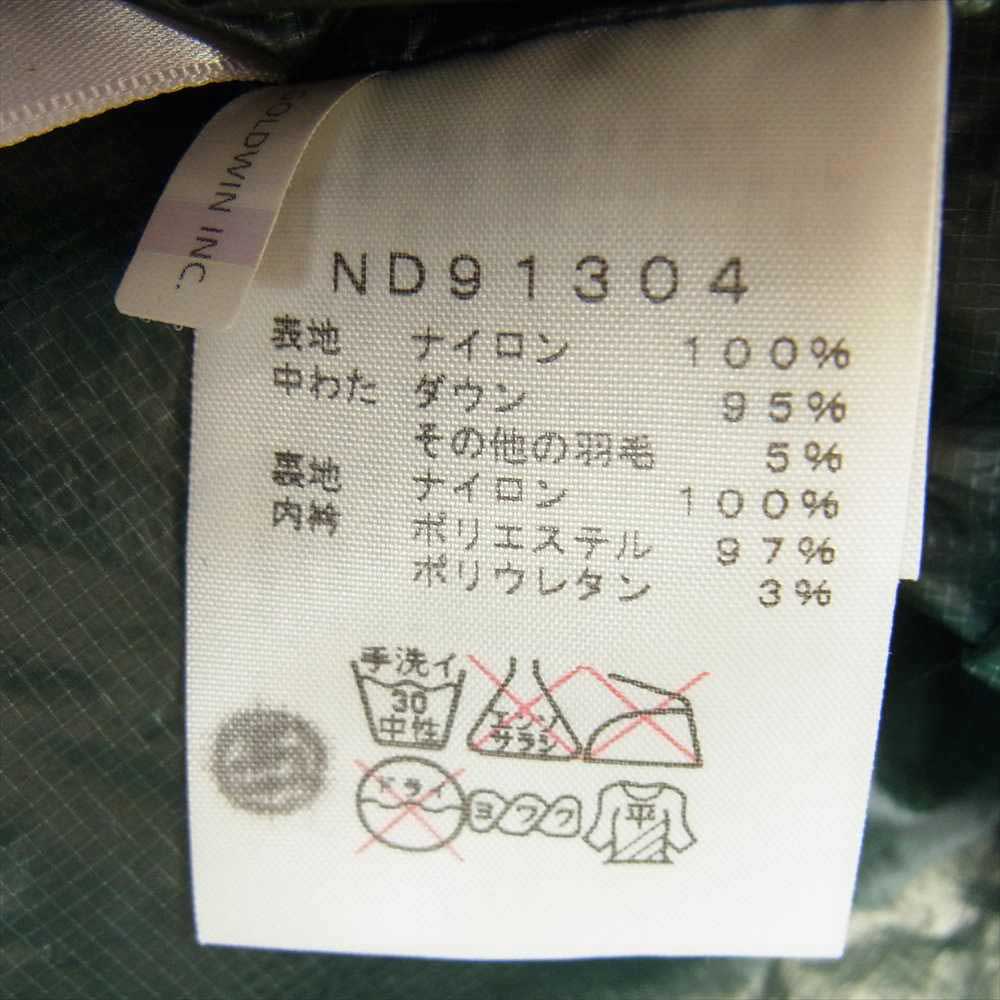 GOLDWIN INC.
ND91304
表地 ナイロン 100%
中わた ダウン 95%
その他の羽毛 5%
裏地 ナイロン 100%
内衿 ポリエステル 97%
ポリウレタン 3%
手洗イ
30
中性
エンソ
サラシ
ドライ
ヨワク
平